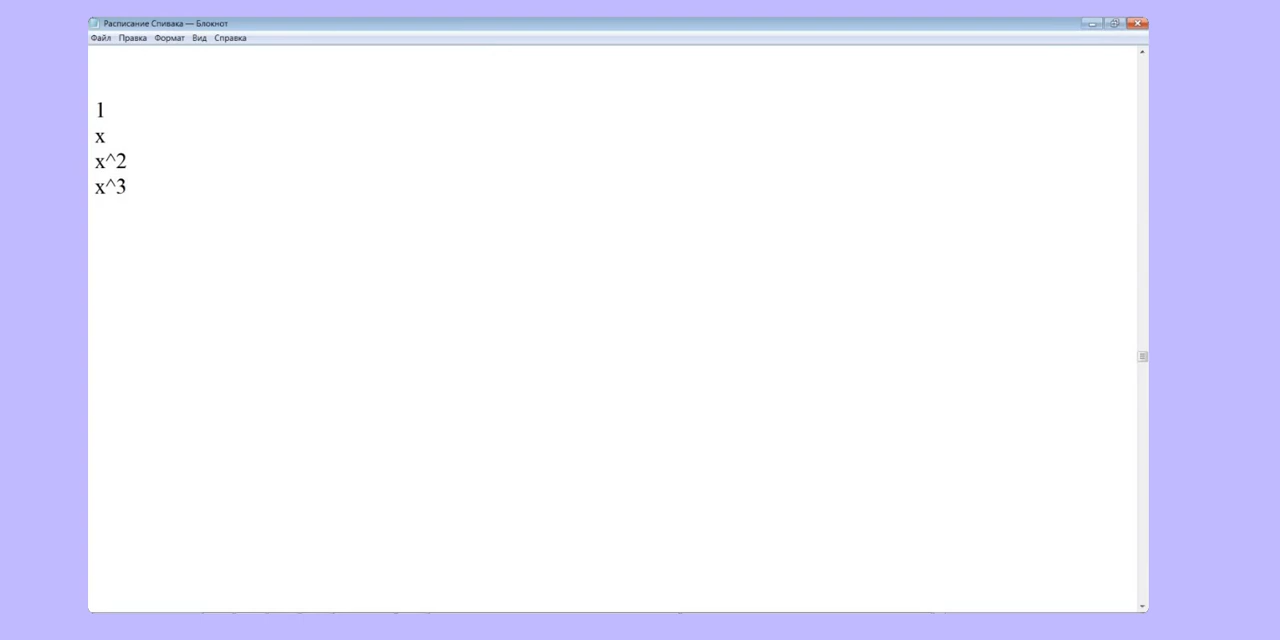 Расписание Спивака — Блокнот
Файл Правка Формат Вид Справка
1
x
x^2
x^3